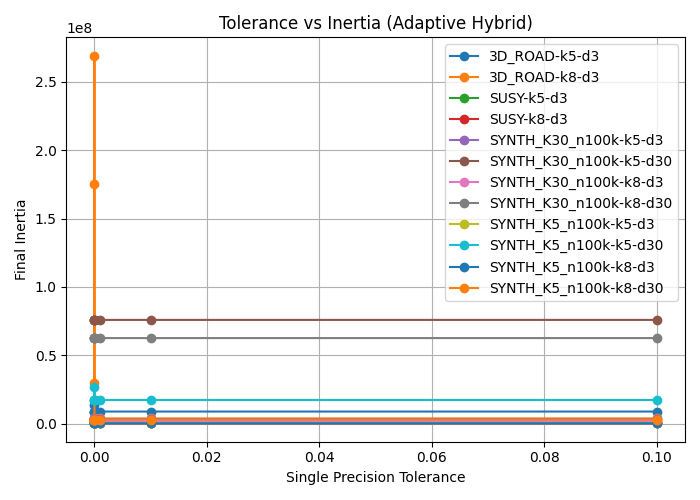 Tolerance vs Inertia (Adaptive Hybrid)
1e8
3D_ROAD-k5-d3
3D_ROAD-k8-d3
SUSY-k5-d3
SUSY-k8-d3
SYNTH_K30_n100k-k5-d3
SYNTH_K30_n100k-k5-d30
SYNTH_K30_n100k-k8-d3
SYNTH_K30_n100k-k8-d30
SYNTH_K5_n100k-k5-d3
SYNTH_K5_n100k-k5-d30
SYNTH_K5_n100k-k8-d3
SYNTH_K5_n100k-k8-d30
Final Inertia
2.5
2.0
1.5
1.0
0.5
0.0
0.00 0.02 0.04 0.06 0.08 0.10
Single Precision Tolerance